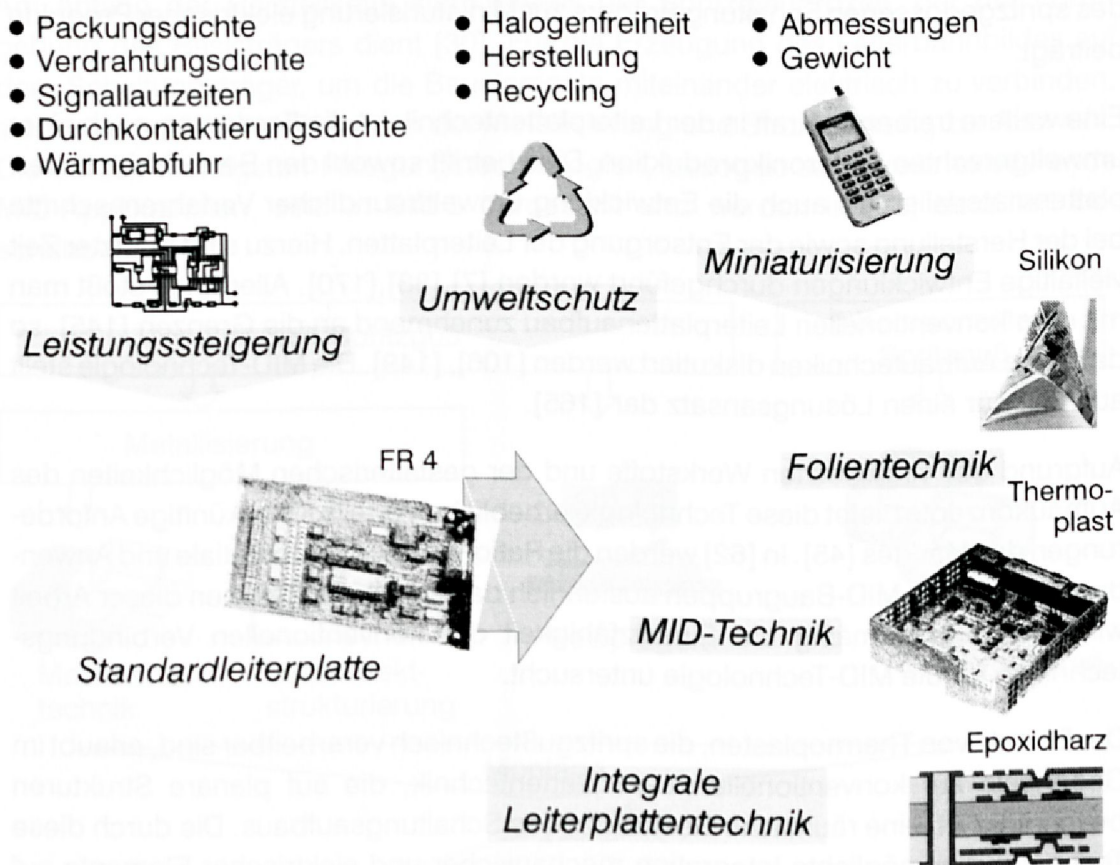 • Packungsdichte
• Verdrahtungsdichte
• Signallaufzeiten
• Durchkontaktierungsdichte
• Wärmeabfuhr
• Halogenfreiheit
• Herstellung
• Recycling
• Abmessungen
• Gewicht
Leistungssteigerung
Umweltschutz
Miniaturisierung
Silikon
FR 4
Standardleiterplatte
Folientechnik
Thermo-
plast
MID-Technik
Epoxidharz
Integrale
Leiterplattentechnik